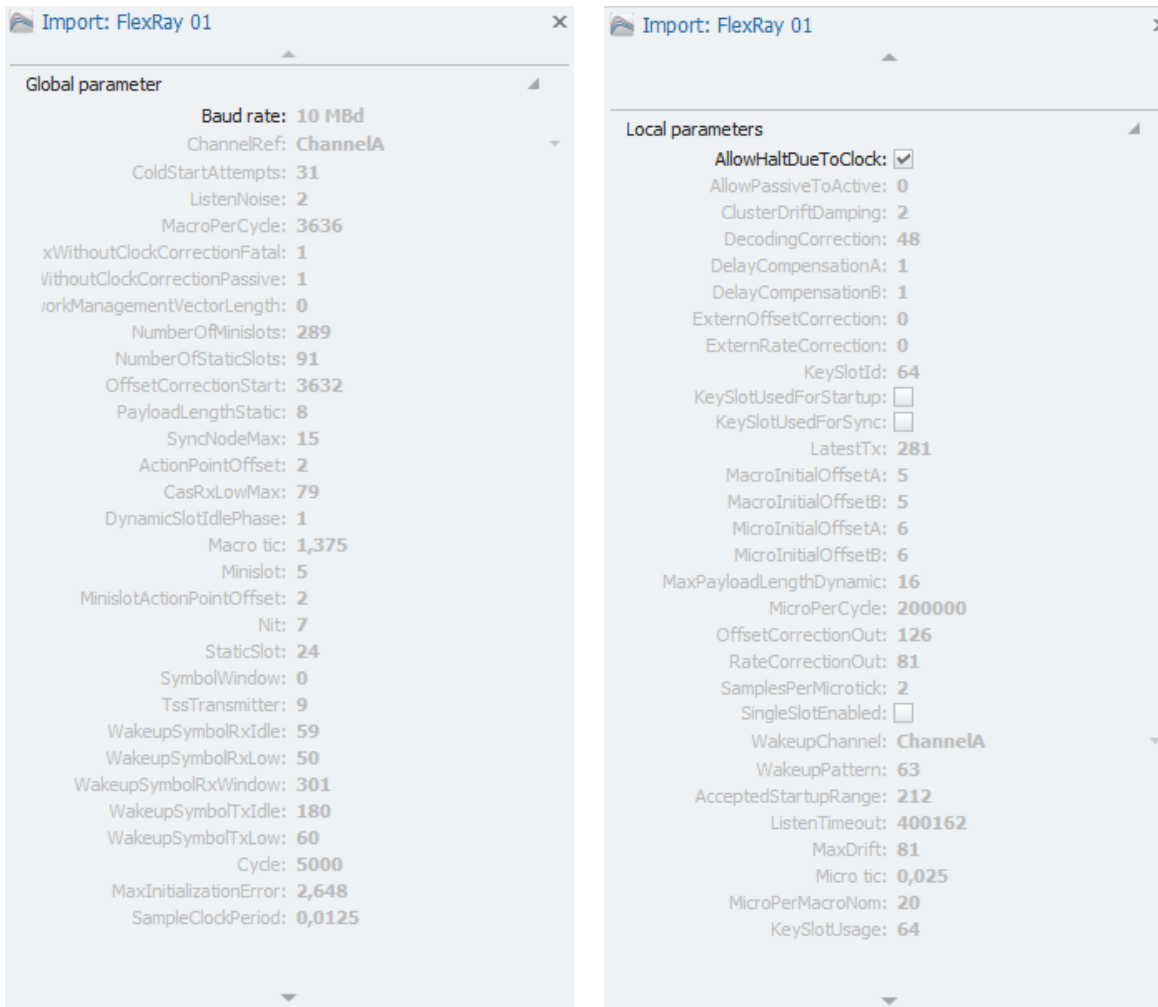 Import: FlexRay 01
Global parameter
Baud rate: 10 MBd
ChannelRef: ChannelA
ColdStartAttempts: 31
ListenNoise: 2
MacroPerCycle: 3636
xWithoutClockCorrectionFatal: 1
VithoutClockCorrectionPassive: 1
vorkManagementVectorLength: 0
NumberOfMinislots: 289
NumberOfStaticSlots: 91
OffsetCorrectionStart: 3632
PayloadLengthStatic: 8
SyncNodeMax: 15
ActionPointOffset: 2
CasRxLowMax: 79
DynamicSlotIdlePhase: 1
Macro tic: 1,375
Minislot: 5
MinislotActionPointOffset: 2
Nit: 7
StaticSlot: 24
SymbolWindow: 0
TssTransmitter: 9
WakeupSymbolRxIdle: 59
WakeupSymbolRxLow: 50
WakeupSymbolRxWindow: 301
WakeupSymbolTxIdle: 180
WakeupSymbolTxLow: 60
Cycle: 5000
MaxInitializationError: 2,648
SampleClockPeriod: 0,0125
Import: FlexRay 01
Local parameters
AllowHaltDueToClock:
AllowPassiveToActive: 0
ClusterDriftDamping: 2
DecodingCorrection: 48
DelayCompensationA: 1
DelayCompensationB: 1
ExternOffsetCorrection: 0
ExternRateCorrection: 0
KeySlotId: 64
KeySlotUsedForStartup:
KeySlotUsedForSync:
LatestTx: 281
MacroInitialOffsetA: 5
MacroInitialOffsetB: 5
MicroInitialOffsetA: 6
MicroInitialOffsetB: 6
MaxPayloadLengthDynamic: 16
MicroPerCycle: 200000
OffsetCorrectionOut: 126
RateCorrectionOut: 81
SamplesPerMicrotick: 2
SingleSlotEnabled:
WakeupChannel: ChannelA
WakeupPattern: 63
AcceptedStartupRange: 212
ListenTimeout: 400162
MaxDrift: 81
Micro tic: 0,025
MicroPerMacroNom: 20
KeySlotUsage: 64